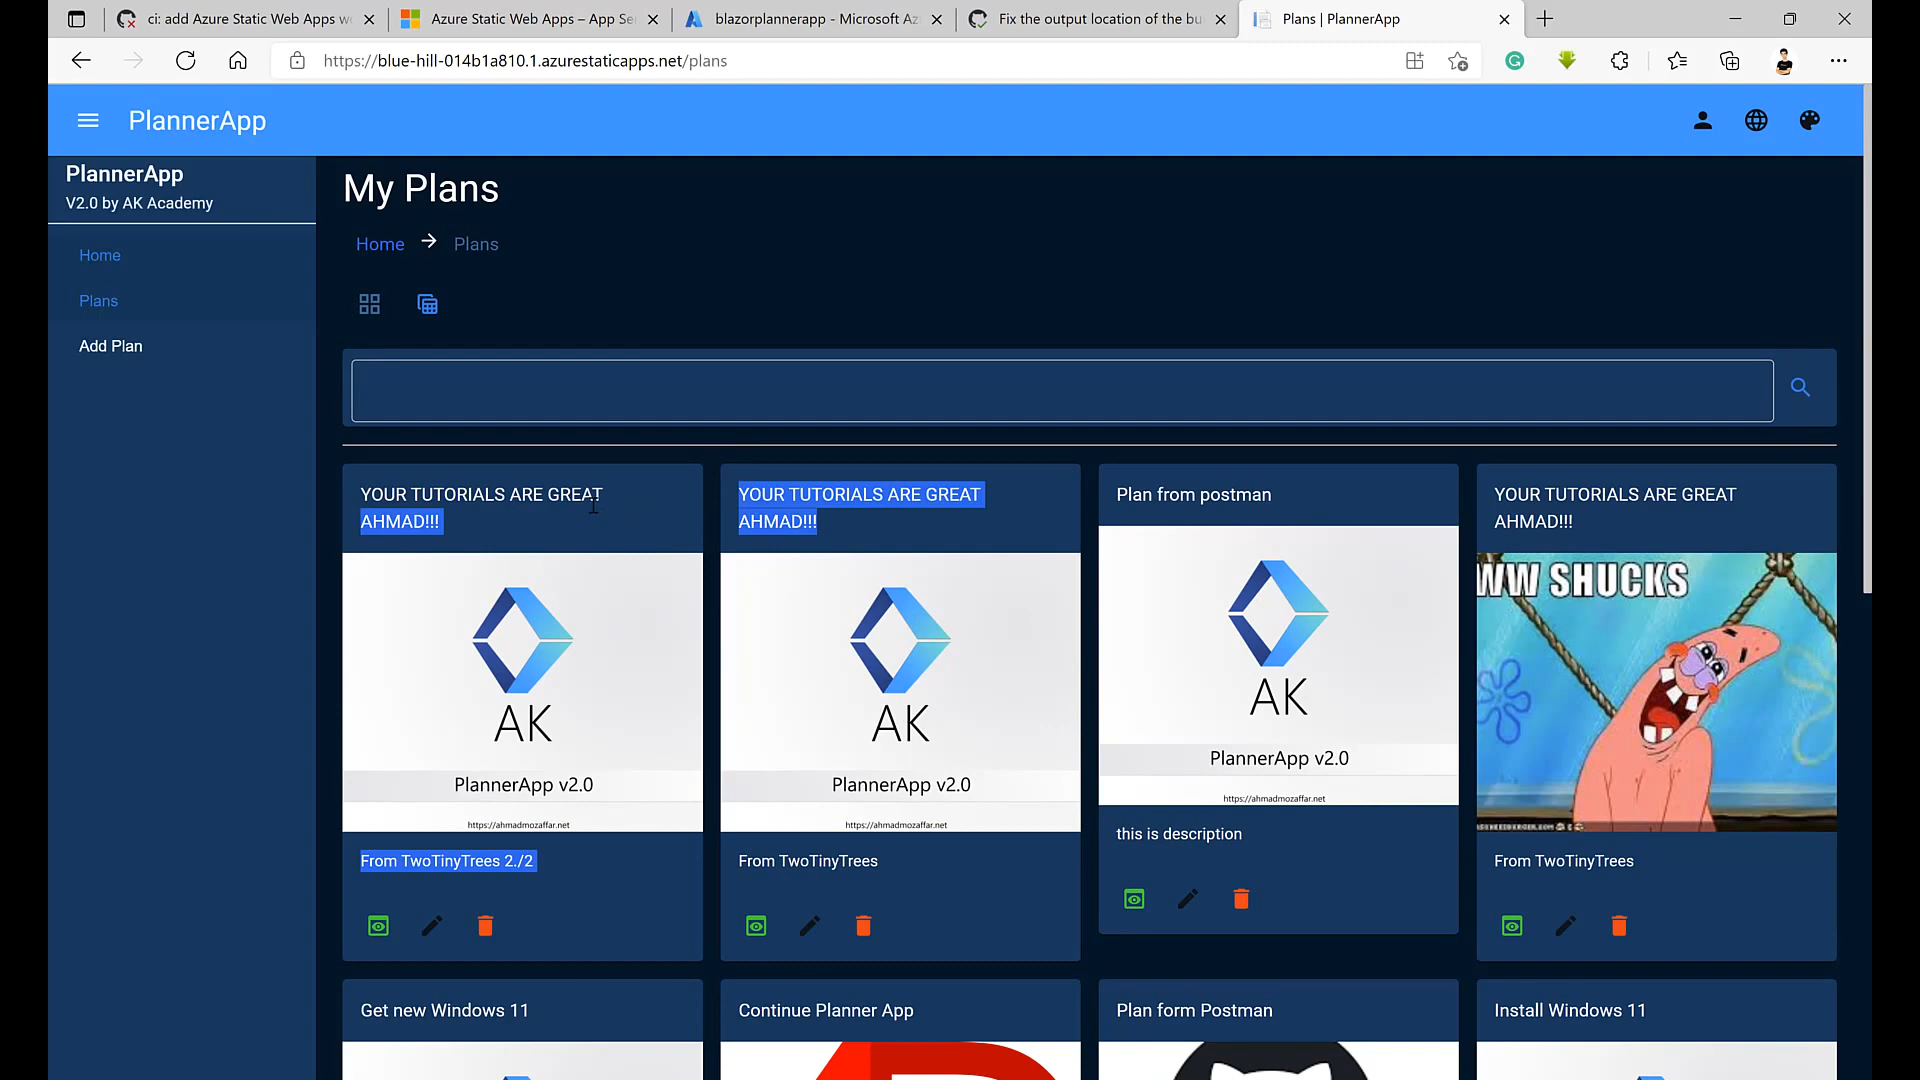 ci: add Azure Static Web Apps w
Azure Static Web Apps – App Se
blazorplannerapp - Microsoft Az
Fix the output location of the bu
Plans | PlannerApp
https://blue-hill-014b1a810.1.azurestaticapps.net/plans
PlannerApp
PlannerApp
V2.0 by AK Academy
Home
Plans
Add Plan
My Plans
Home → Plans
YOUR TUTORIALS ARE GREAT
AHMAD!!!
AK
PlannerApp v2.0
https://ahmadmozaffar.net
From TwoTinyTrees 2./2
YOUR TUTORIALS ARE GREAT
AHMAD!!!
AK
PlannerApp v2.0
https://ahmadmozaffar.net
From TwoTinyTrees
Plan from postman
AK
PlannerApp v2.0
https://ahmadmozaffar.net
this is description
YOUR TUTORIALS ARE GREAT
AHMAD!!!
WW SHUCKS
From TwoTinyTrees
Get new Windows 11
Continue Planner App
Plan form Postman
Install Windows 11